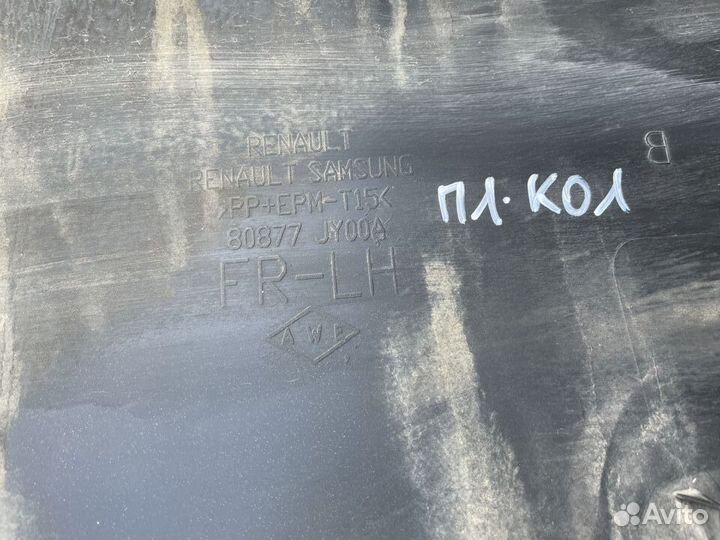 RENAULT
RENAULT SAMSUNG
>PP+EPM-T15<
80877 JY00A
FR-LH
ПЛ. КОЛ
B
Avito